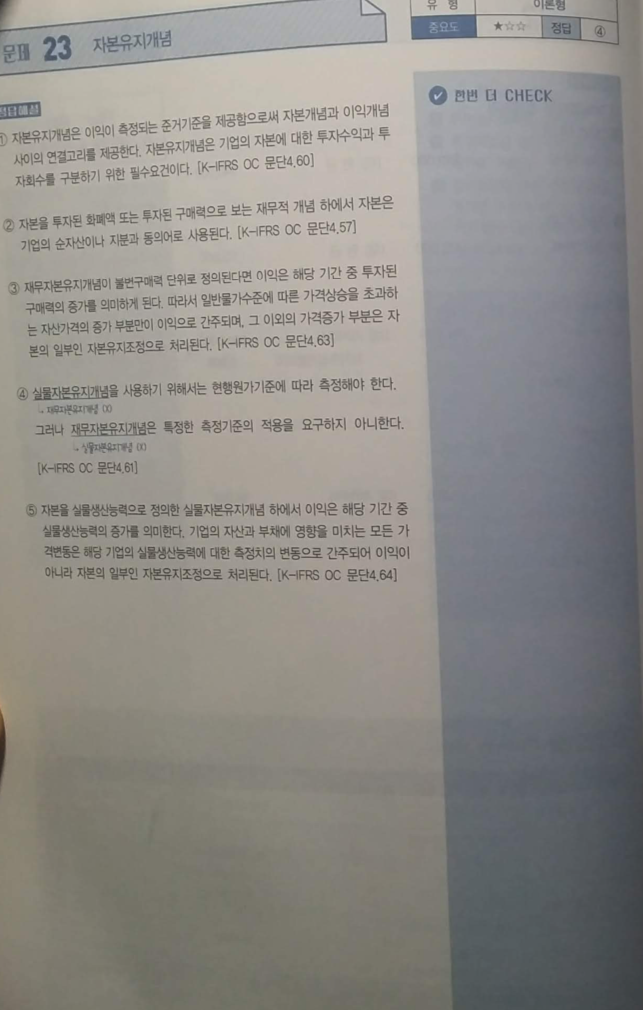 유 형 이론형
문제 23 자본유지개념
중요도 ★☆☆ 정답 ④
정답해설
한번 더 CHECK
① 자본유지개념은 이익이 측정되는 준거기준을 제공함으로써 자본개념과 이익개념
사이의 연결고리를 제공한다. 자본유지개념은 기업의 자본에 대한 투자수익과 투
자회수를 구분하기 위한 필수요건이다. [K-IFRS OC 문단4.60]
② 자본을 투자된 화폐액 또는 투자된 구매력으로 보는 재무적 개념 하에서 자본은
기업의 순자산이나 지분과 동의어로 사용된다. [K-IFRS OC 문단4.57]
③ 재무자본유지개념이 불변구매력 단위로 정의된다면 이익은 해당 기간 중 투자된
구매력의 증가를 의미하게 된다. 따라서 일반물가수준에 따른 가격상승을 초과하
는 자산가격의 증가 부분만이 이익으로 간주되며, 그 이외의 가격증가 부분은 자
본의 일부인 자본유지조정으로 처리된다. [K-IFRS OC 문단4.63]
④ 실물자본유지개념을 사용하기 위해서는 현행원가기준에 따라 측정해야 한다.
↳ 재무자본유지개념 (X)
그러나 재무자본유지개념은 특정한 측정기준의 적용을 요구하지 아니한다.
↳ 실물자본유지개념 (X)
[K-IFRS OC 문단4.61]
⑤ 자본을 실물생산능력으로 정의한 실물자본유지개념 하에서 이익은 해당 기간 중
실물생산능력의 증가를 의미한다. 기업의 자산과 부채에 영향을 미치는 모든 가
격변동은 해당 기업의 실물생산능력에 대한 측정치의 변동으로 간주되어 이익이
아니라 자본의 일부인 자본유지조정으로 처리된다. [K-IFRS OC 문단4.64]